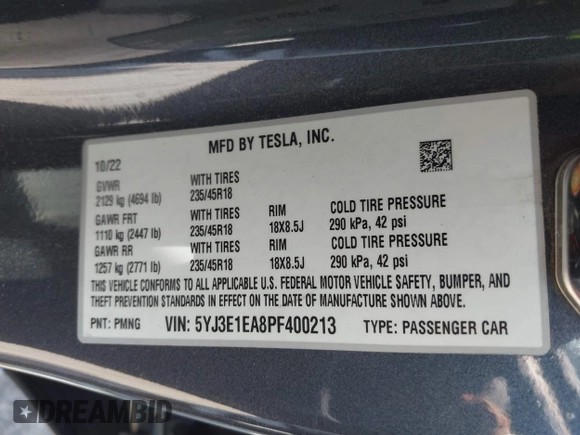 MFD BY TESLA, INC.
10/22
GVWR WITH TIRES
2129 kg (4694 lb) 235/45R18
GAWR FRT WITH TIRES RIM COLD TIRE PRESSURE
1110 kg (2447 lb) 235/45R18 18X8.5J 290 kPa, 42 psi
GAWR RR WITH TIRES RIM COLD TIRE PRESSURE
1257 kg (2771 lb) 235/45R18 18X8.5J 290 kPa, 42 psi
THIS VEHICLE CONFORMS TO ALL APPLICABLE U.S. FEDERAL MOTOR VEHICLE SAFETY, BUMPER, AND
THEFT PREVENTION STANDARDS IN EFFECT ON THE DATE OF MANUFACTURE SHOWN ABOVE.
PNT: PMNG VIN: 5YJ3E1EA8PF400213 TYPE: PASSENGER CAR
DREAMBID